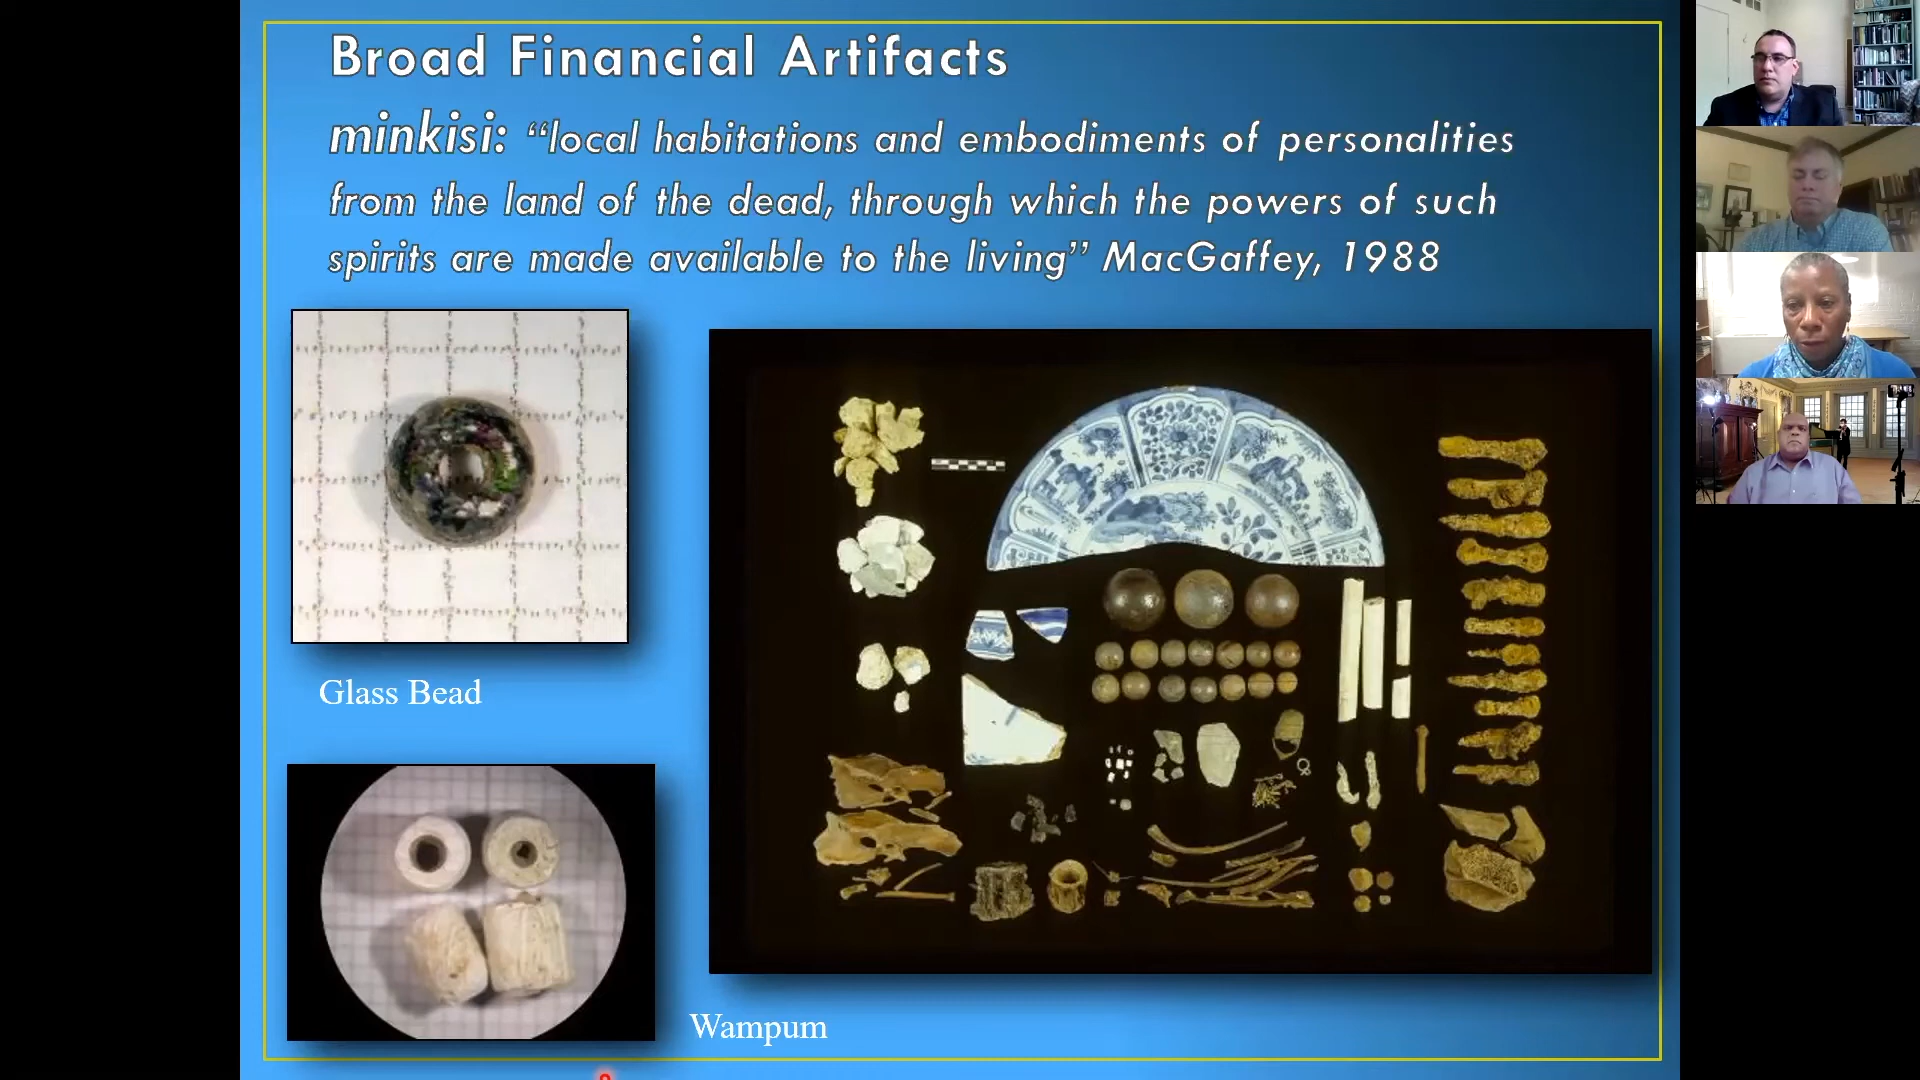 Broad Financial Artifacts
minkisi: “local habitations and embodiments of personalities
from the land of the dead, through which the powers of such
spirits are made available to the living” MacGaffey, 1988
Glass Bead
Wampum